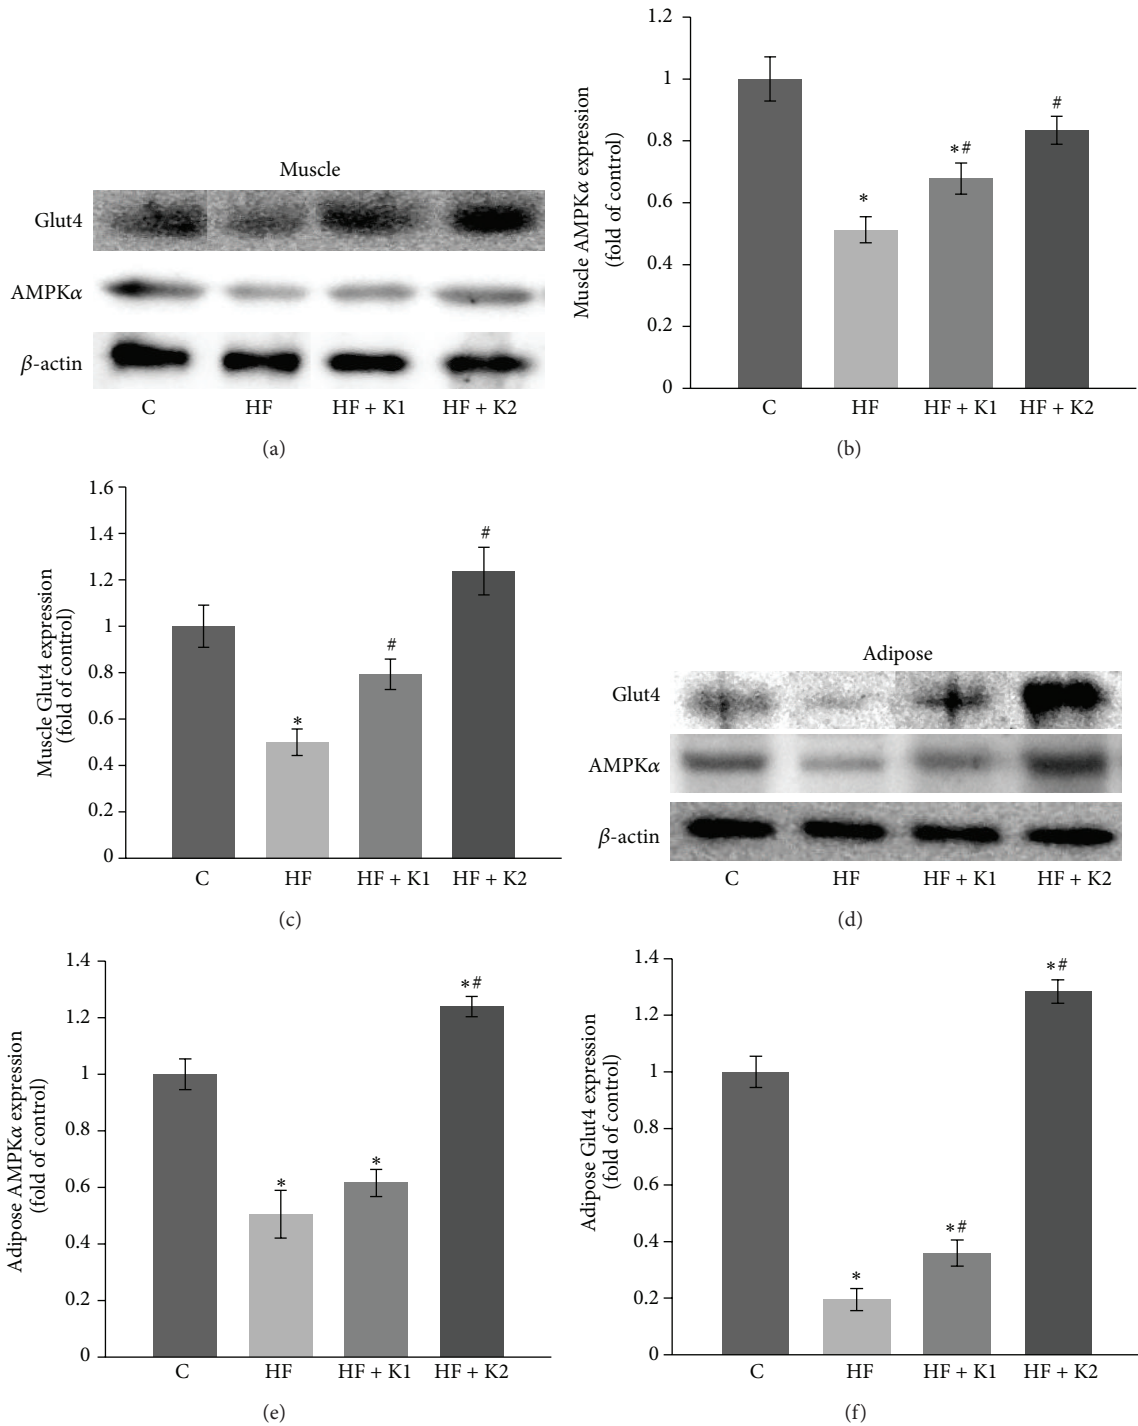 Muscle
Glut4
AMPKα
β-actin
C HF HF + K1 HF + K2
(a)
Muscle AMPKα expression
(fold of control)
1.2
1
0.8
0.6
0.4
0.2
0
*
*#
#
C HF HF + K1 HF + K2
(b)
Muscle Glut4 expression
(fold of control)
1.6
1.4
1.2
1
0.8
0.6
0.4
0.2
0
*
#
#
C HF HF + K1 HF + K2
(c)
Adipose
Glut4
AMPKα
β-actin
C HF HF + K1 HF + K2
(d)
Adipose AMPKα expression
(fold of control)
1.4
1.2
1
0.8
0.6
0.4
0.2
0
*
*
*#
C HF HF + K1 HF + K2
(e)
Adipose Glut4 expression
(fold of control)
1.4
1.2
1
0.8
0.6
0.4
0.2
0
*
*#
*#
C HF HF + K1 HF + K2
(f)